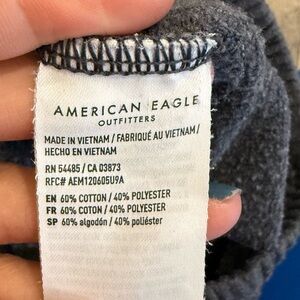 AMERICAN EAGLE
OUTFITTERS
MADE IN VIETNAM / FABRIQUÉ AU VIETNAM /
HECHO EN VIETNAM
RN 54485 / CA 03873
RFC# AEM120605U9A
EN 60% COTTON / 40% POLYESTER
FR 60% COTON / 40% POLYESTER
SP 60% algodón / 40% poliéster